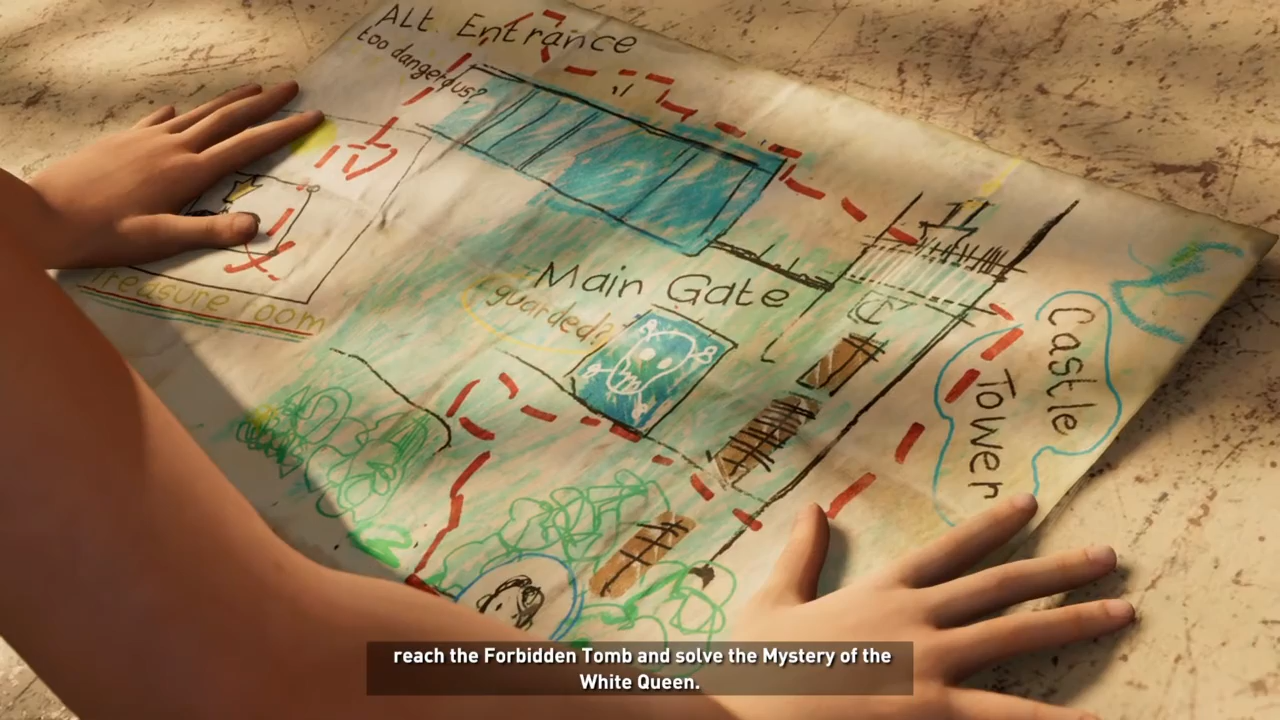 ALt. Entrance
too dangerous?
Main Gate
guarded?
Treasure room
Castle
Tower
reach the Forbidden Tomb and solve the Mystery of the
White Queen.